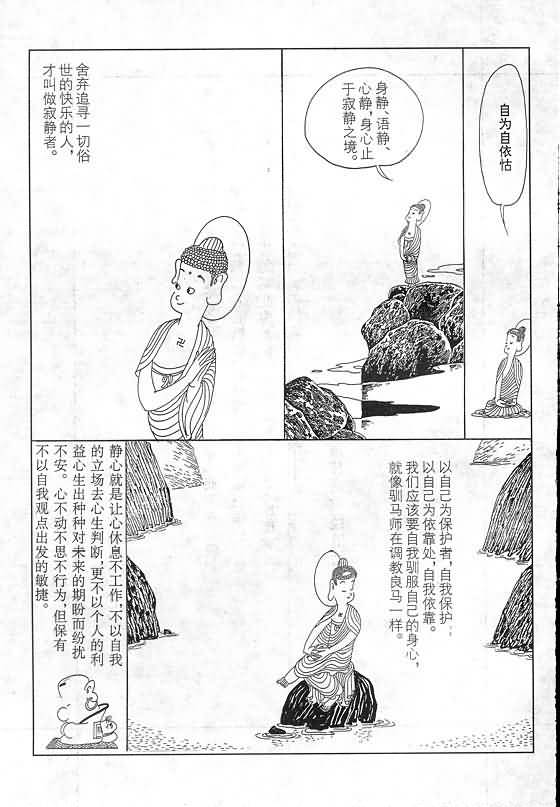 自为自依怙
身静、语静、
心静，身心止
于寂静之境。
舍弃追寻一切俗
世的快乐的人，
才叫做寂静者。
以自己为保护者，自我保护；
以自己为依靠处，自我依靠。
我们应该要自我驯服自己的身心，
就像驯马师在调教良马一样。
静心就是让心休息不工作，不以自我
的立场去心生判断，更不以个人的利
益心生出种种对未来的期盼而纷扰
不安。心不动不思不行为，但保有
不以自我观点出发的敏捷。
卍